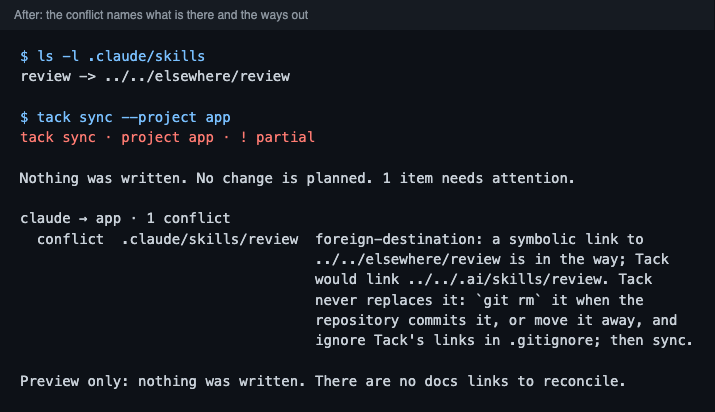 After: the conflict names what is there and the ways out
$ ls -l .claude/skills
review -> ../../elsewhere/review
$ tack sync --project app
tack sync · project app · ! partial
Nothing was written. No change is planned. 1 item needs attention.
claude → app · 1 conflict
conflict .claude/skills/review foreign-destination: a symbolic link to
../../elsewhere/review is in the way; Tack
would link ../../.ai/skills/review. Tack
never replaces it: `git rm` it when the
repository commits it, or move it away, and
ignore Tack's links in .gitignore; then sync.
Preview only: nothing was written. There are no docs links to reconcile.